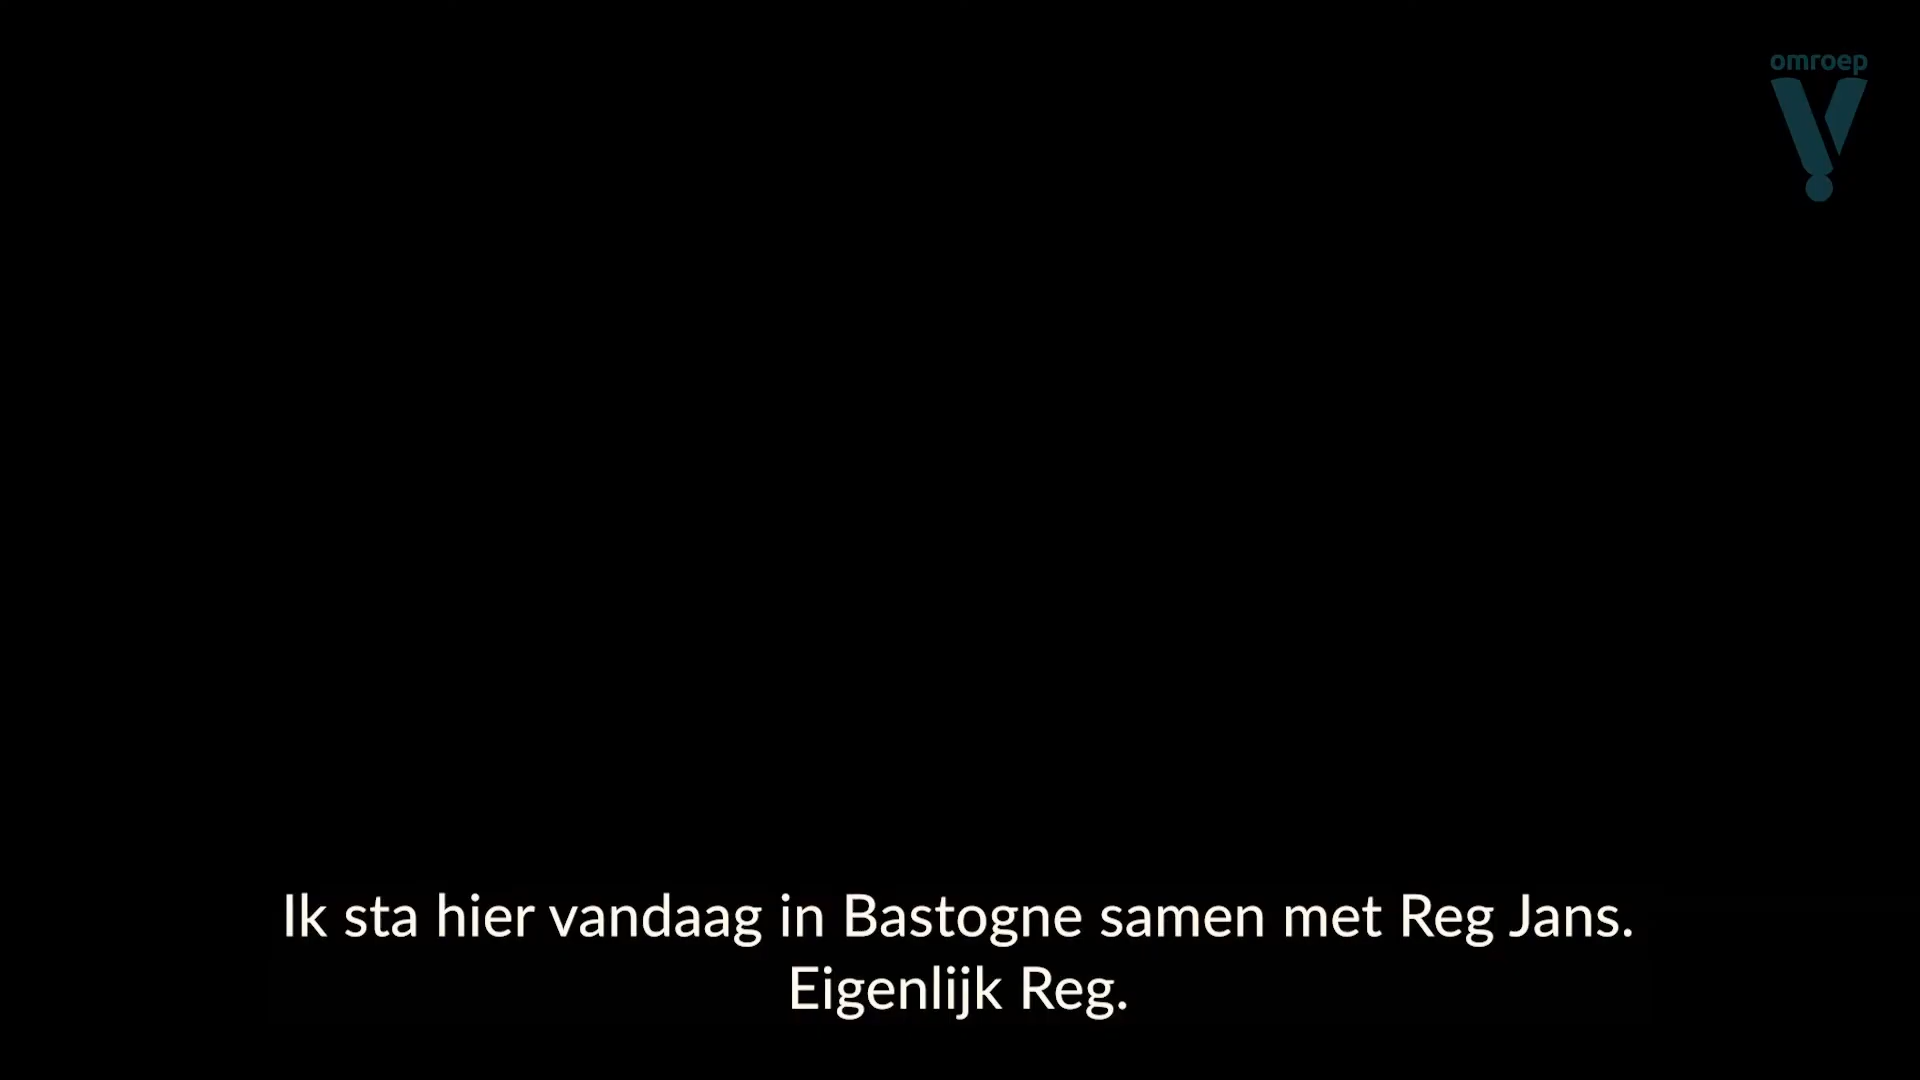 omroep
Ik sta hier vandaag in Bastogne samen met Reg Jans.
Eigenlijk Reg.